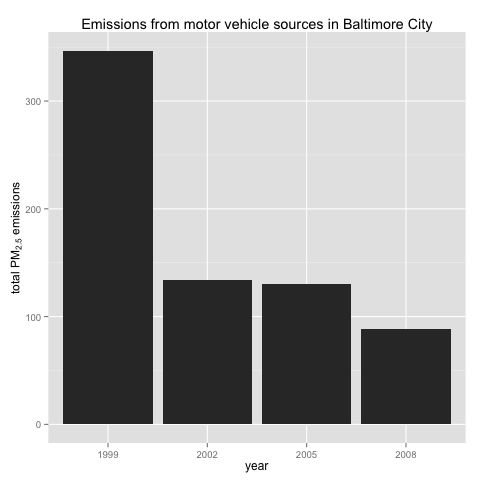 Emissions from motor vehicle sources in Baltimore City
total PM2.5 emissions
300
200
100
0
1999 2002 2005 2008
year